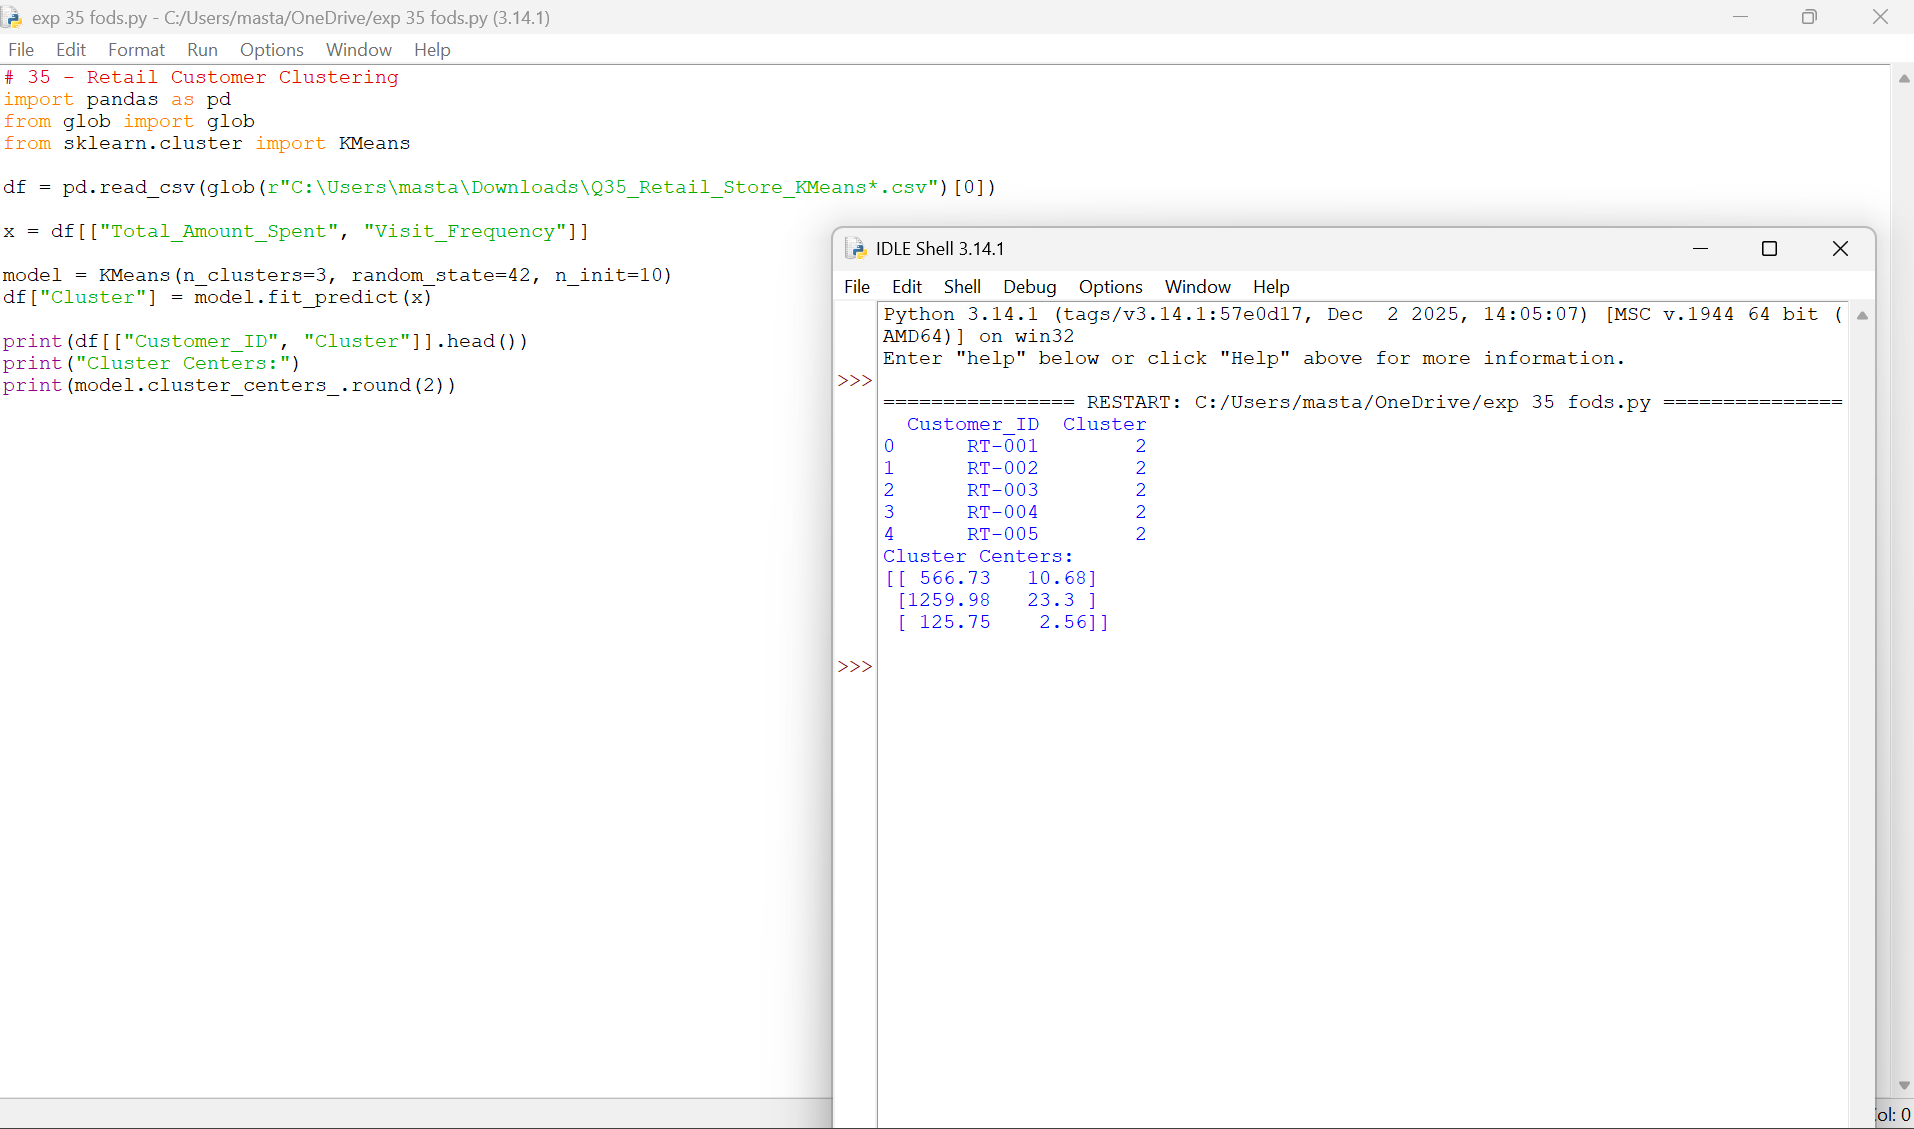 exp 35 fods.py - C:/Users/masta/OneDrive/exp 35 fods.py (3.14.1)
File Edit Format Run Options Window Help
# 35 - Retail Customer Clustering
import pandas as pd
from glob import glob
from sklearn.cluster import KMeans
df = pd.read_csv(glob(r"C:\Users\masta\Downloads\Q35_Retail_Store_KMeans*.csv")[0])
x = df[["Total_Amount_Spent", "Visit_Frequency"]]
model = KMeans(n_clusters=3, random_state=42, n_init=10)
df["Cluster"] = model.fit_predict(x)
print(df[["Customer_ID", "Cluster"]].head())
print("Cluster Centers:")
print(model.cluster_centers_.round(2))
IDLE Shell 3.14.1
File Edit Shell Debug Options Window Help
Python 3.14.1 (tags/v3.14.1:57e0d17, Dec  2 2025, 14:05:07) [MSC v.1944 64 bit (
AMD64)] on win32
Enter "help" below or click "Help" above for more information.
>>>
================ RESTART: C:/Users/masta/OneDrive/exp 35 fods.py ===============
  Customer_ID  Cluster
0      RT-001        2
1      RT-002        2
2      RT-003        2
3      RT-004        2
4      RT-005        2
Cluster Centers:
[[ 566.73   10.68]
 [1259.98   23.3 ]
 [ 125.75    2.56]]
>>>
ol: 0